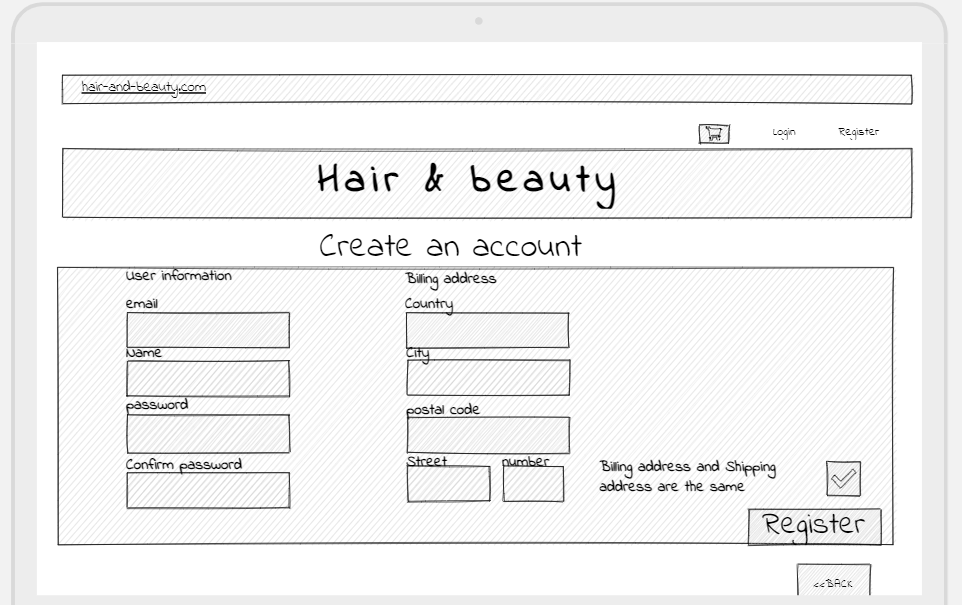 hair-and-beauty.com
Login
Register
Hair & beauty
Create an account
User information
email
Name
password
Confirm password
Billing address
Country
City
postal code
Street
number
Billing address and Shipping
address are the same
Register
<<BACK